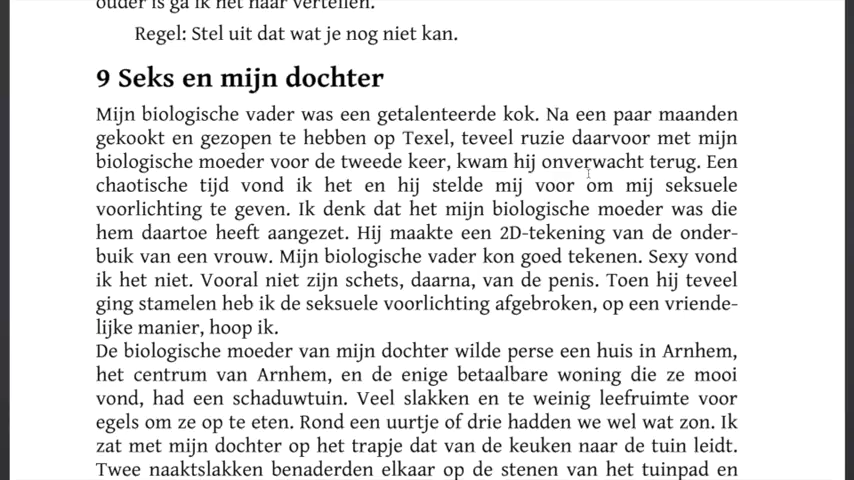 ouder is ga ik het haar vertellen.
Regel: Stel uit dat wat je nog niet kan.
9 Seks en mijn dochter
Mijn biologische vader was een getalenteerde kok. Na een paar maanden
gekookt en gezopen te hebben op Texel, teveel ruzie daarvoor met mijn
biologische moeder voor de tweede keer, kwam hij onverwacht terug. Een
chaotische tijd vond ik het en hij stelde mij voor om mij seksuele
voorlichting te geven. Ik denk dat het mijn biologische moeder was die
hem daartoe heeft aangezet. Hij maakte een 2D-tekening van de onder-
buik van een vrouw. Mijn biologische vader kon goed tekenen. Sexy vond
ik het niet. Vooral niet zijn schets, daarna, van de penis. Toen hij teveel
ging stamelen heb ik de seksuele voorlichting afgebroken, op een vriende-
lijke manier, hoop ik.
De biologische moeder van mijn dochter wilde perse een huis in Arnhem,
het centrum van Arnhem, en de enige betaalbare woning die ze mooi
vond, had een schaduwtuin. Veel slakken en te weinig leefruimte voor
egels om ze op te eten. Rond een uurtje of drie hadden we wel wat zon. Ik
zat met mijn dochter op het trapje dat van de keuken naar de tuin leidt.
Twee naaktslakken benaderden elkaar op de stenen van het tuinpad en